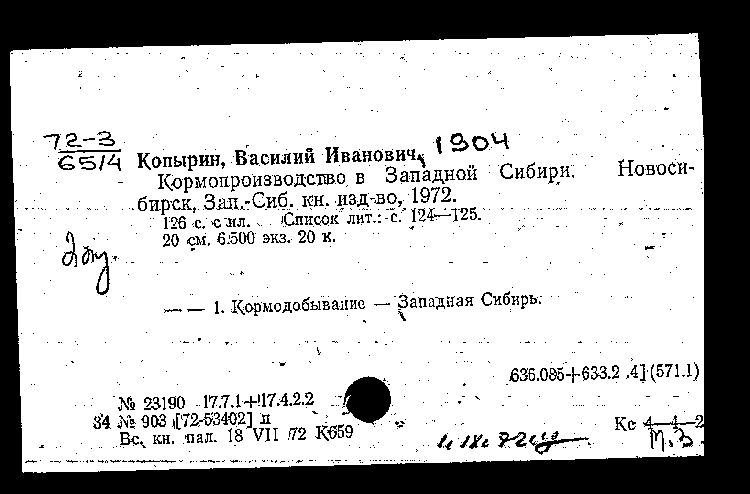 72-3
65/4
Копырин, Василий Иванович, 1904
Кормопроизводство в Западной Сибири. Новоси-
бирск, Зап.-Сиб. кн. изд-во, 1972.
126 с. с ил. Список лит.: с. 124—125.
20 см. 6.500 экз. 20 к.
— — 1. Кормодобывание — Западная Сибирь.
636.085+633.2 .4] (571.1)
№ 23190 17.7.1+17.4.2.2
34 № 903 [72-53402] п
Вс. кн. пал. 18 VII 72 К659
Кс 4—4—2